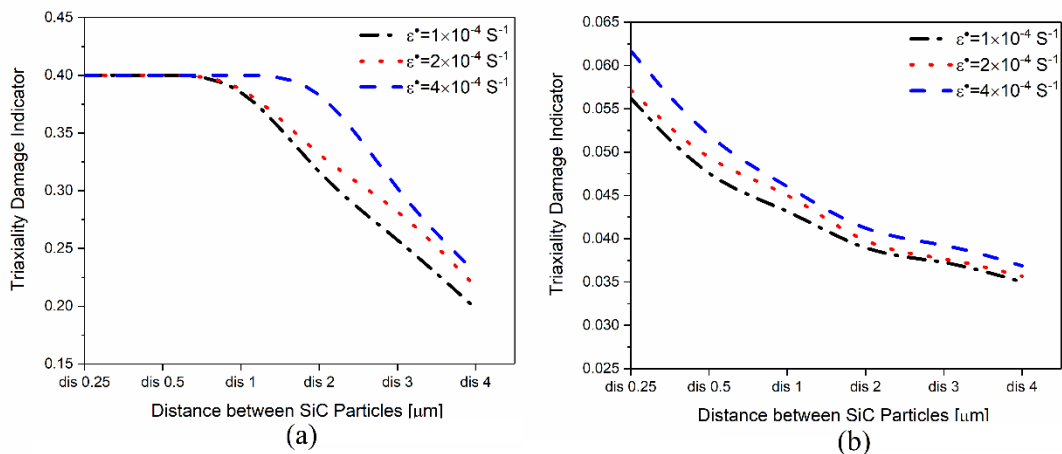 0.45
0.40
0.35
0.30
0.25
0.20
0.15
Triaxiality Damage Indicator
ε•=1×10⁻⁴ S⁻¹
ε•=2×10⁻⁴ S⁻¹
ε•=4×10⁻⁴ S⁻¹
dis 0.25 dis 0.5 dis 1 dis 2 dis 3 dis 4
Distance between SiC Particles [μm]
(a)
0.065
0.060
0.055
0.050
0.045
0.040
0.035
0.030
0.025
Triaxiality Damage Indicator
ε•=1×10⁻⁴ S⁻¹
ε•=2×10⁻⁴ S⁻¹
ε•=4×10⁻⁴ S⁻¹
dis 0.25 dis 0.5 dis 1 dis 2 dis 3 dis 4
Distance between SiC Particles [μm]
(b)